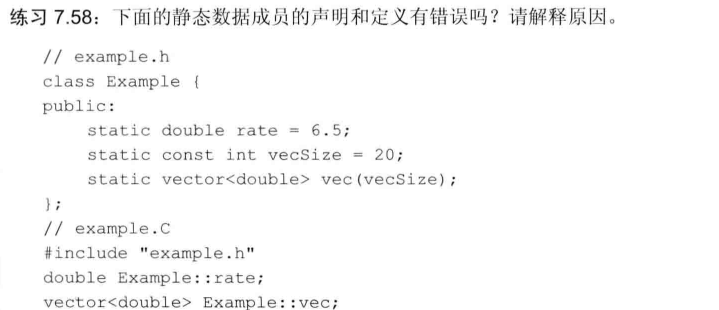 练习 7.58：下面的静态数据成员的声明和定义有错误吗？请解释原因。
// example.h
class Example {
public:
    static double rate = 6.5;
    static const int vecSize = 20;
    static vector<double> vec(vecSize);
};
// example.C
#include "example.h"
double Example::rate;
vector<double> Example::vec;